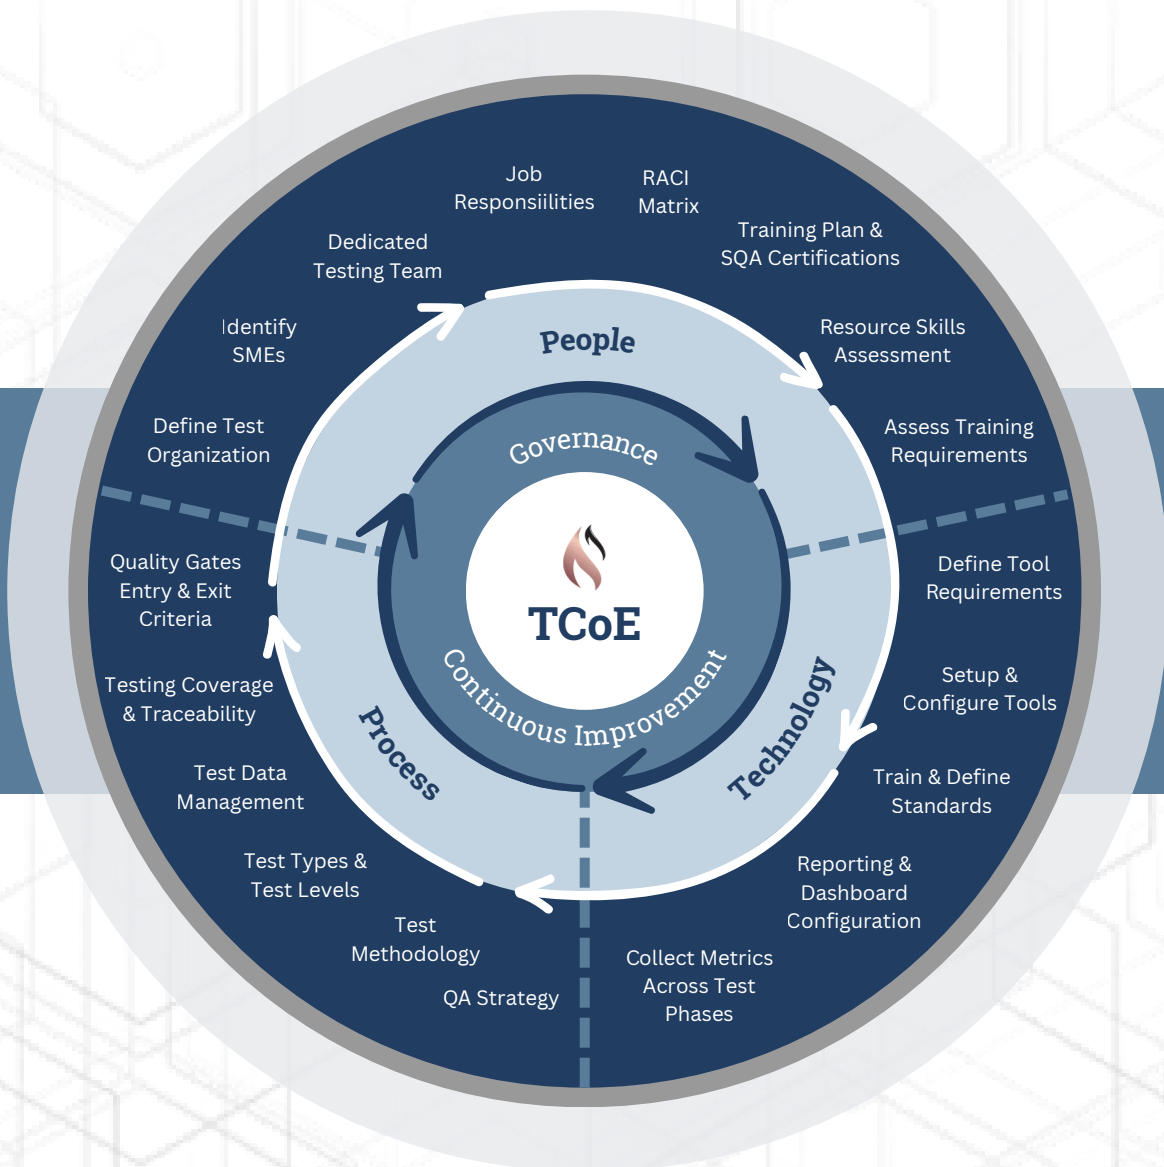 Job
Responsiilities
RACI
Matrix
Training Plan &
SQA Certifications
Dedicated
Testing Team
Identify
SMEs
Resource Skills
Assessment
Define Test
Organization
Assess Training
Requirements
People
Governance
TCoE
Continuous Improvement
Technology
Process
Define Tool
Requirements
Setup &
Configure Tools
Train & Define
Standards
Reporting &
Dashboard
Configuration
Collect Metrics
Across Test
Phases
QA Strategy
Test
Methodology
Test Types &
Test Levels
Test Data
Management
Testing Coverage
& Traceability
Quality Gates
Entry & Exit
Criteria